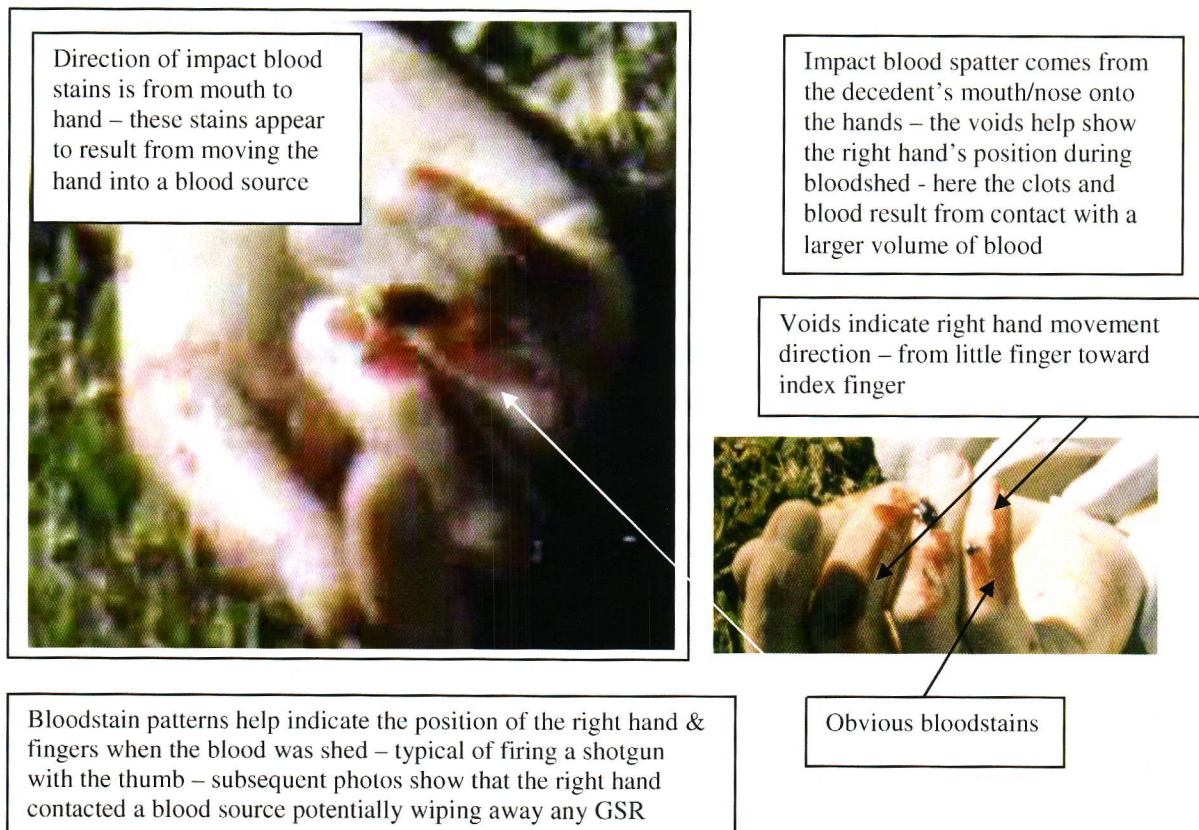 Direction of impact blood
stains is from mouth to
hand – these stains appear
to result from moving the
hand into a blood source
Impact blood spatter comes from
the decedent's mouth/nose onto
the hands – the voids help show
the right hand's position during
bloodshed - here the clots and
blood result from contact with a
larger volume of blood
Voids indicate right hand movement
direction – from little finger toward
index finger
Obvious bloodstains
Bloodstain patterns help indicate the position of the right hand &
fingers when the blood was shed – typical of firing a shotgun
with the thumb – subsequent photos show that the right hand
contacted a blood source potentially wiping away any GSR